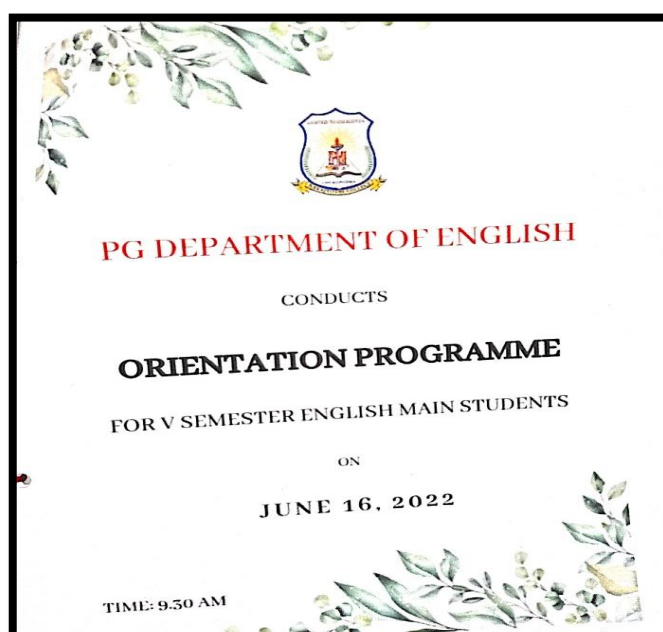 PG DEPARTMENT OF ENGLISH
CONDUCTS
ORIENTATION PROGRAMME
FOR V SEMESTER ENGLISH MAIN STUDENTS
ON
JUNE 16, 2022
TIME: 9.30 AM